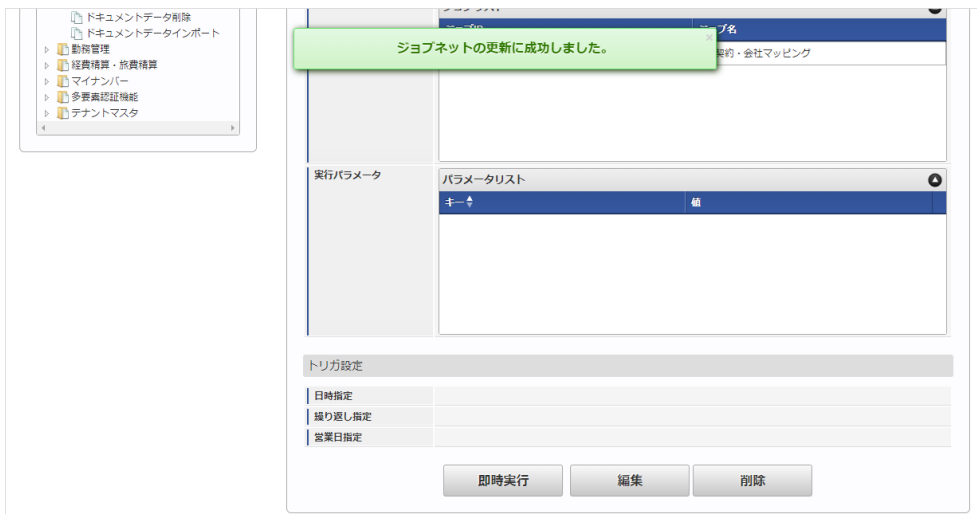 ドキュメントデータ削除
ドキュメントデータインポート
勤務管理
経費精算・旅費精算
マイナンバー
多要素認証機能
テナントマスタ
ジョブネットの更新に成功しました。
契約・会社マッピング
実行パラメータ
パラメータリスト
キー 値
トリガ設定
日時指定
繰り返し指定
営業日指定
即時実行 編集 削除